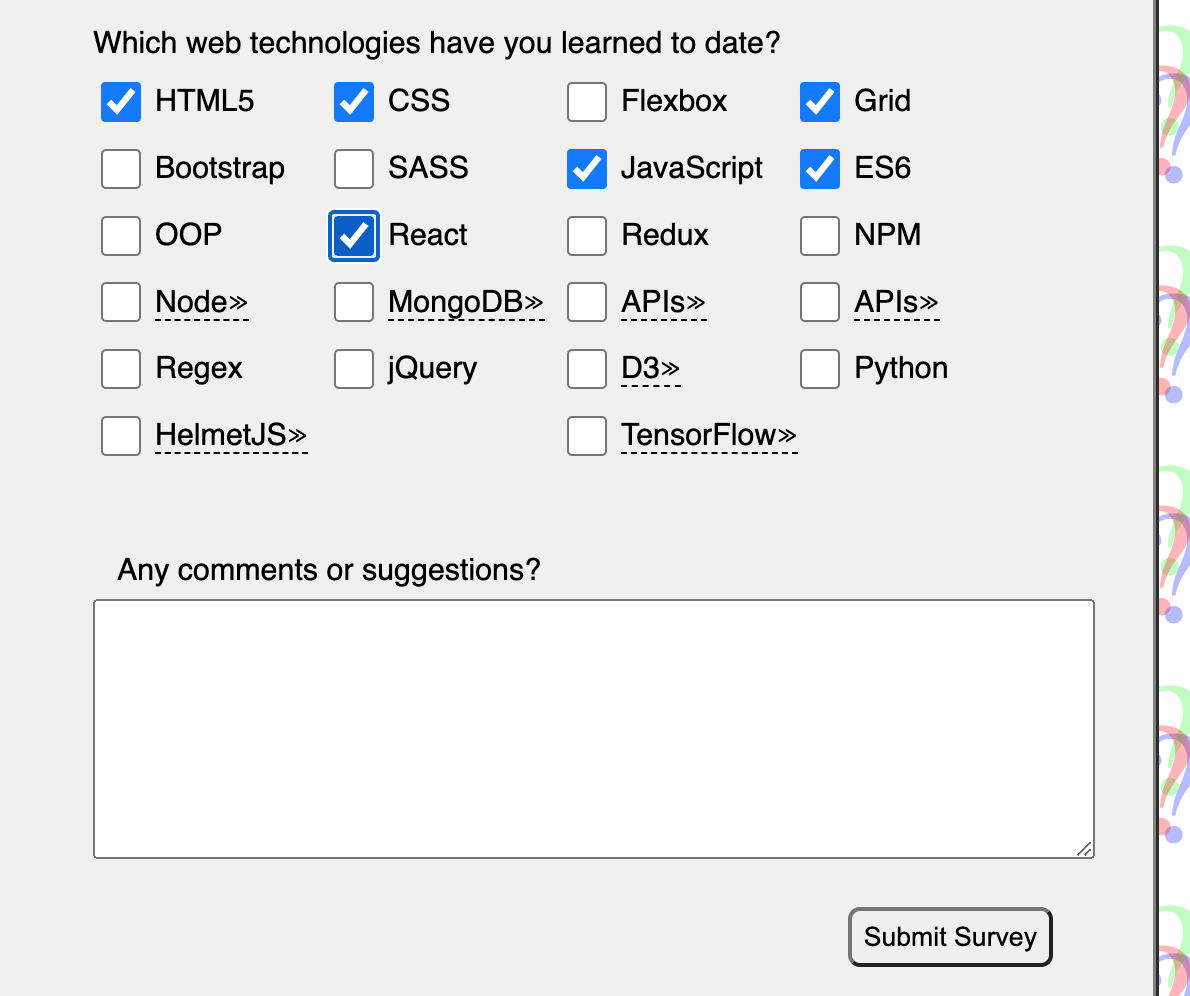 Which web technologies have you learned to date?
HTML5 CSS Flexbox Grid
Bootstrap SASS JavaScript ES6
OOP React Redux NPM
Node» MongoDB» APIs» APIs»
Regex jQuery D3» Python
HelmetJS» TensorFlow»
Any comments or suggestions?
Submit Survey